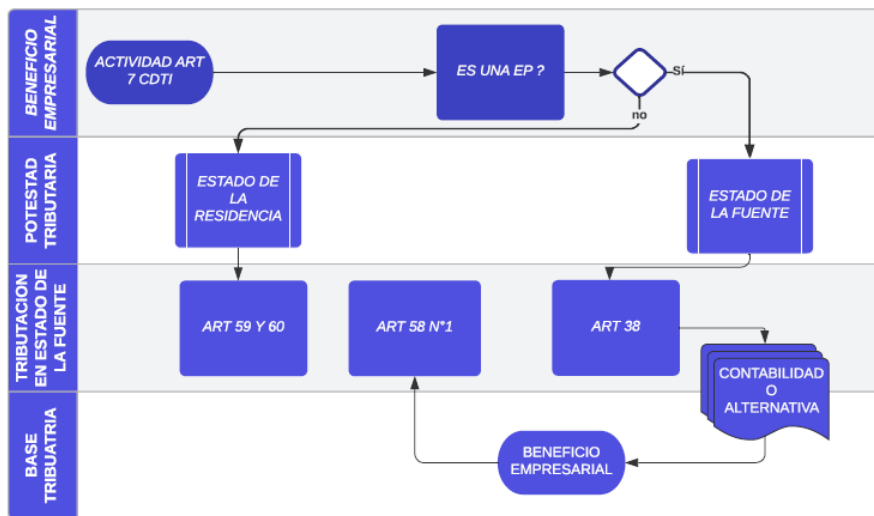 BENEFICIO
EMPRESARIAL
ACTIVIDAD ART
7 CDTI
ES UNA EP ?
Sí
no
POTESTAD
TRIBUTARIA
ESTADO DE
LA
RESIDENCIA
ESTADO DE
LA FUENTE
TRIBUTACION
EN ESTADO DE
LA FUENTE
ART 59 Y 60
ART 58 N°1
ART 38
CONTABILIDAD
O
ALTERNATIVA
BASE
TRIBUATRIA
BENEFICIO
EMPRESARIAL